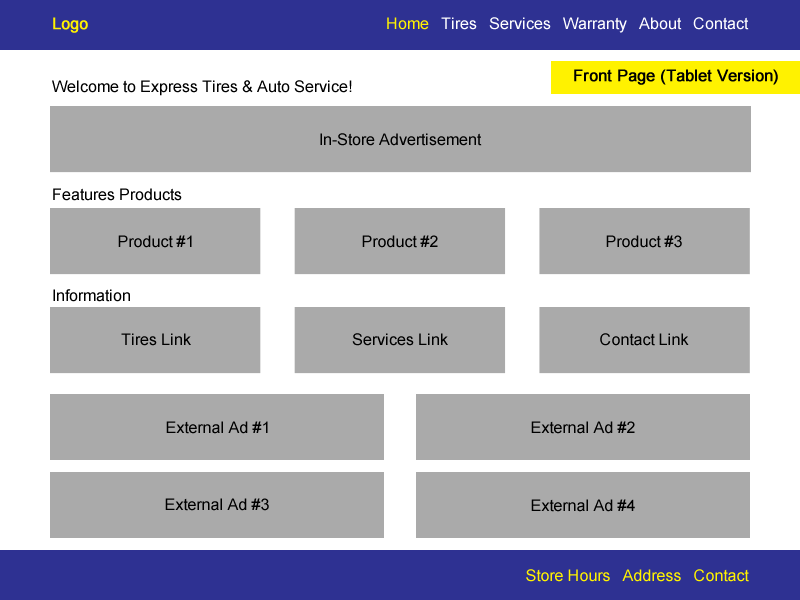 Logo Home Tires Services Warranty About Contact
Front Page (Tablet Version)
Welcome to Express Tires & Auto Service!
In-Store Advertisement
Features Products
Product #1 Product #2 Product #3
Information
Tires Link Services Link Contact Link
External Ad #1 External Ad #2
External Ad #3 External Ad #4
Store Hours Address Contact